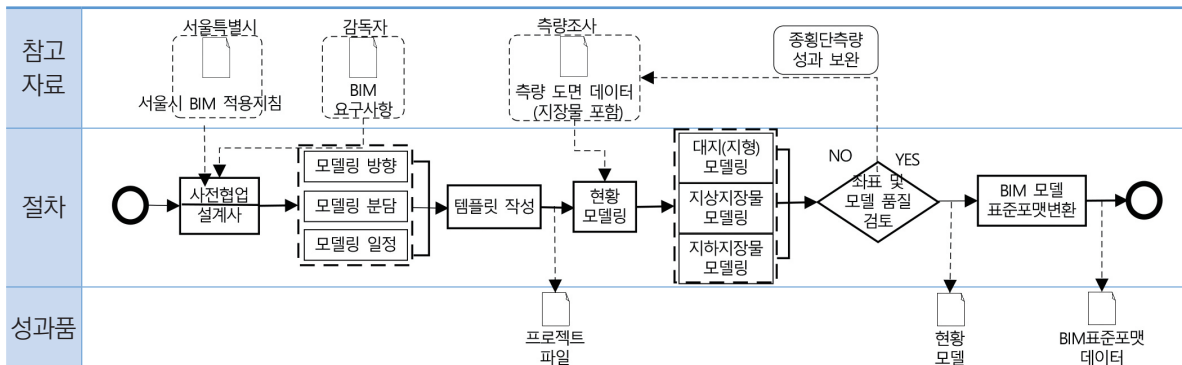 참고
자료
서울특별시
서울시 BIM 적용지침
감독자
BIM
요구사항
측량조사
측량 도면 데이터
(지장물 포함)
종횡단측량
성과 보완
절차
사전협업
설계사
모델링 방향
모델링 분담
모델링 일정
템플릿 작성
현황
모델링
대지(지형)
모델링
지상지장물
모델링
지하지장물
모델링
NO
YES
좌표 및
모델 품질
검토
BIM 모델
표준포맷변환
성과품
프로젝트
파일
현황
모델
BIM표준포맷
데이터